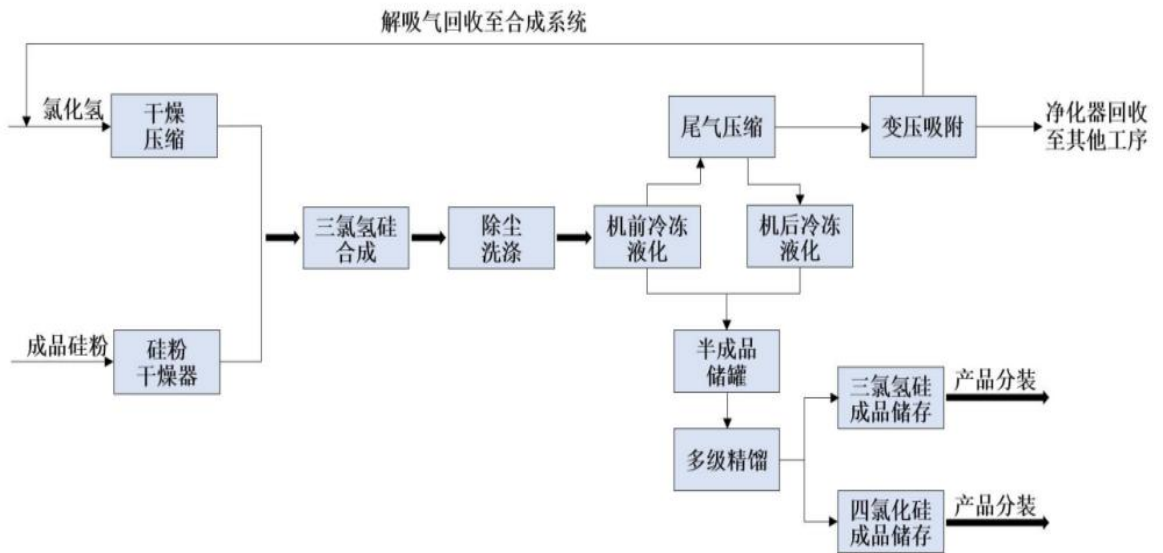 解吸气回收至合成系统
氯化氢
干燥
压缩
尾气压缩
变压吸附
净化器回收
至其他工序
三氯氢硅
合成
除尘
洗涤
机前冷冻
液化
机后冷冻
液化
成品硅粉
硅粉
干燥器
半成品
储罐
三氯氢硅
成品储存
产品分装
多级精馏
四氯化硅
成品储存
产品分装